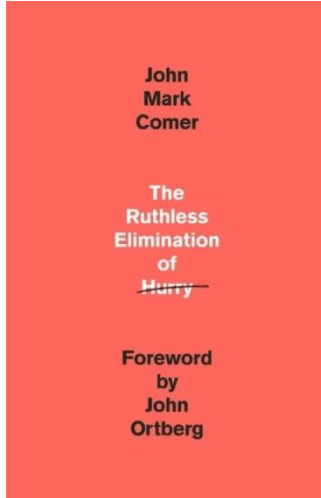 John
Mark
Comer
The
Ruthless
Elimination
of
Hurry
Foreword
by
John
Ortberg